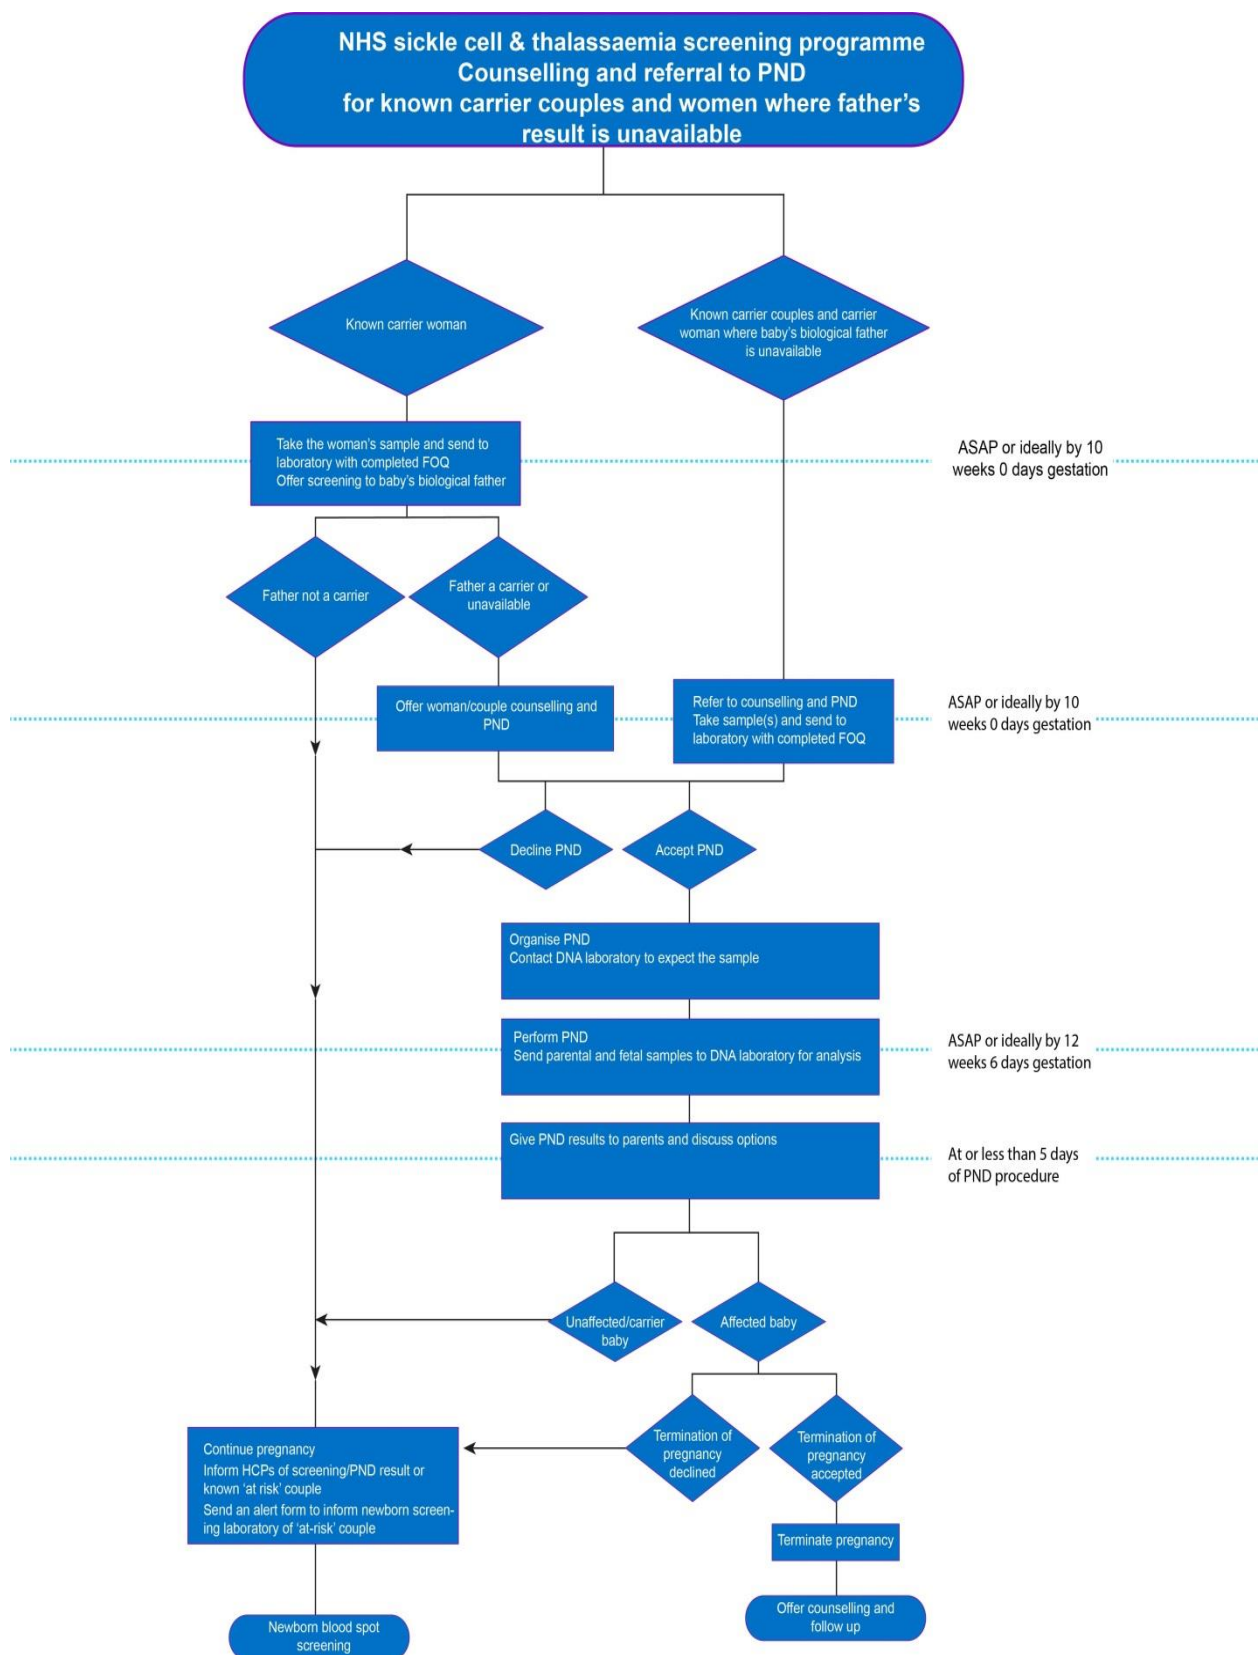 NHS sickle cell & thalassaemia screening programme
Counselling and referral to PND
for known carrier couples and women where father's
result is unavailable
Known carrier woman
Known carrier couples and carrier
woman where baby's biological father
is unavailable
Take the woman's sample and send to
laboratory with completed FOQ
Offer screening to baby's biological father
ASAP or ideally by 10
weeks 0 days gestation
Father not a carrier
Father a carrier or
unavailable
Offer woman/couple counselling and
PND
Refer to counselling and PND
Take sample(s) and send to
laboratory with completed FOQ
ASAP or ideally by 10
weeks 0 days gestation
Decline PND
Accept PND
Organise PND
Contact DNA laboratory to expect the sample
Perform PND
Send parental and fetal samples to DNA laboratory for analysis
ASAP or ideally by 12
weeks 6 days gestation
Give PND results to parents and discuss options
At or less than 5 days
of PND procedure
Unaffected/carrier
baby
Affected baby
Termination of
pregnancy
declined
Termination of
pregnancy
accepted
Continue pregnancy
Inform HCPs of screening/PND result or
known 'at risk' couple
Send an alert form to inform newborn screen-
ing laboratory of 'at-risk' couple
Terminate pregnancy
Newborn blood spot
screening
Offer counselling and
follow up